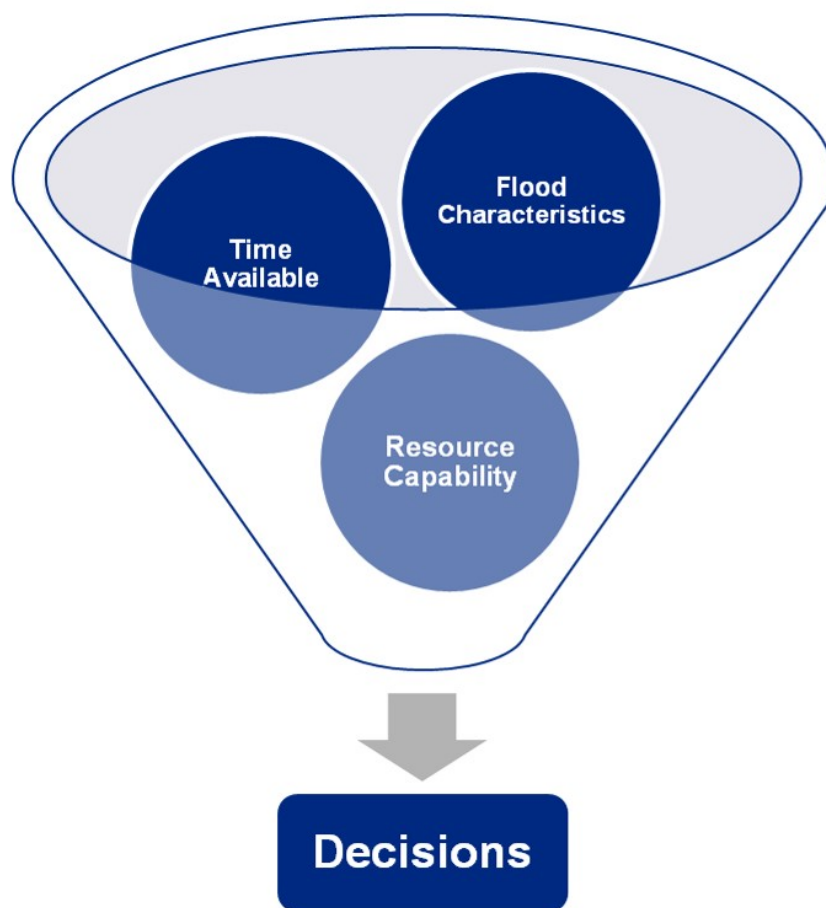 Flood
Characteristics
Time
Available
Resource
Capability
Decisions